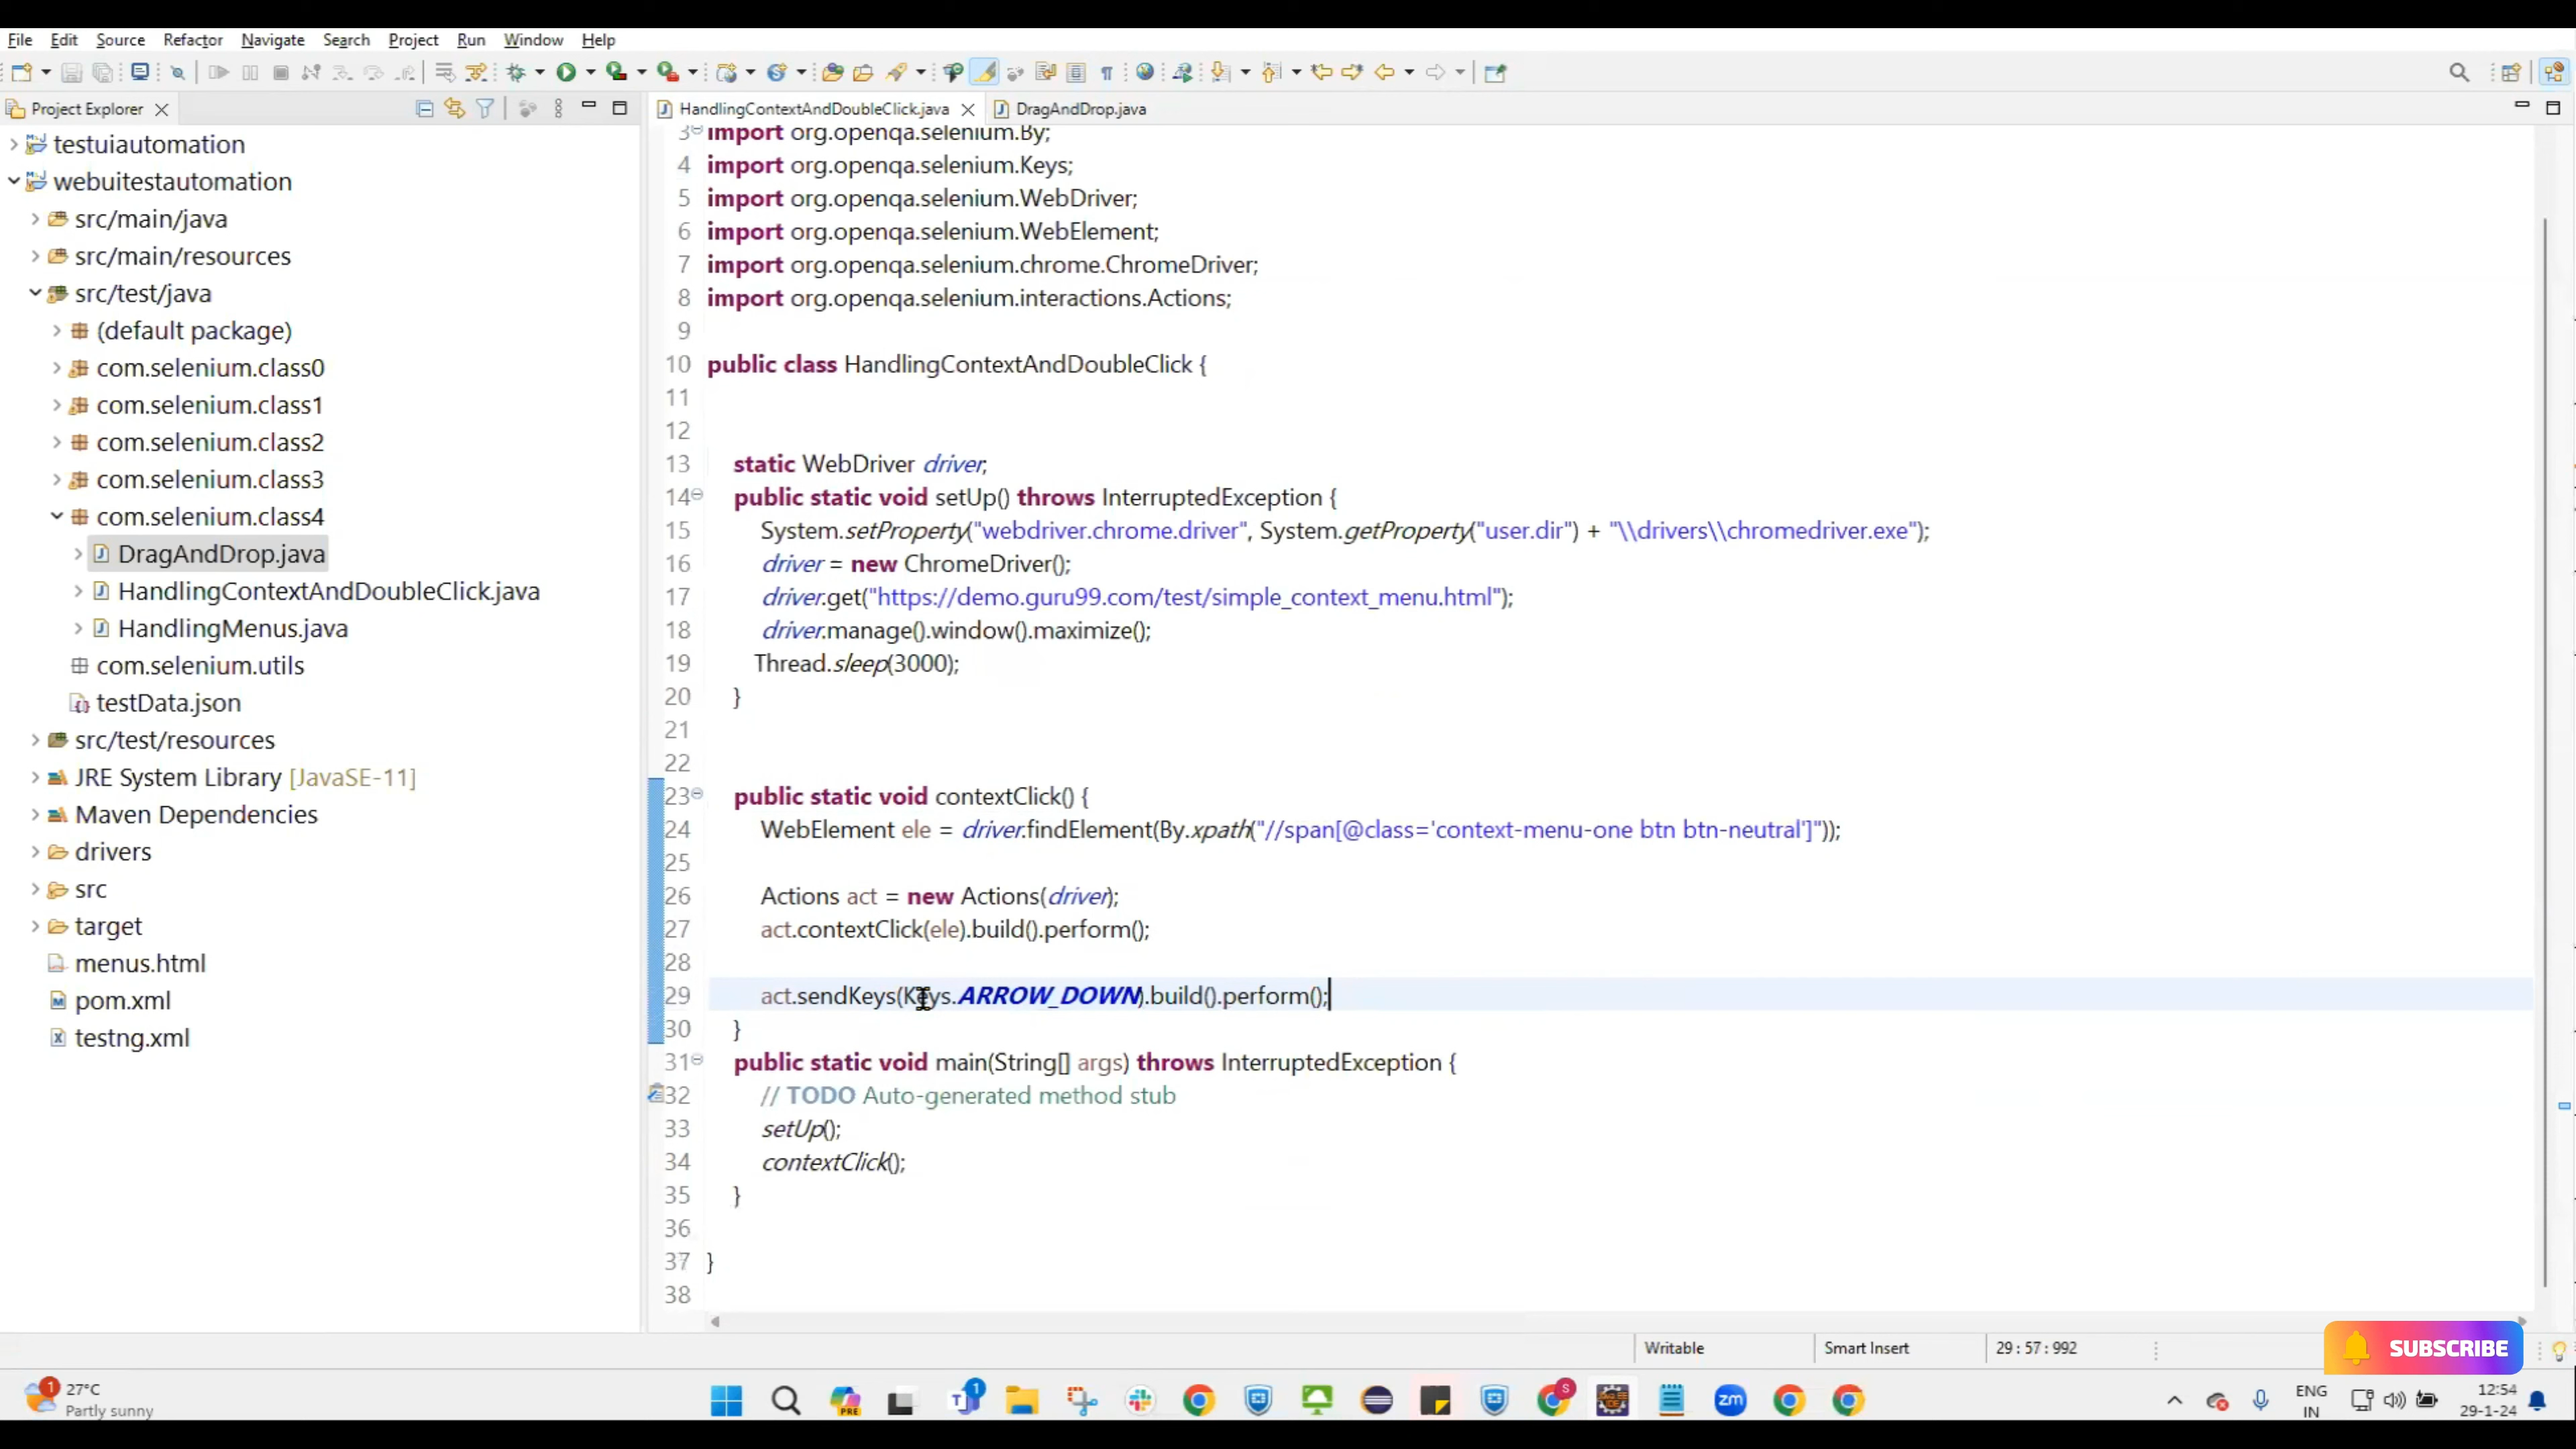 File Edit Source Refactor Navigate Search Project Run Window Help
Project Explorer
testuiautomation
webuitestautomation
src/main/java
src/main/resources
src/test/java
(default package)
com.selenium.class0
com.selenium.class1
com.selenium.class2
com.selenium.class3
com.selenium.class4
DragAndDrop.java
HandlingContextAndDoubleClick.java
HandlingMenus.java
com.selenium.utils
testData.json
src/test/resources
JRE System Library [JavaSE-11]
Maven Dependencies
drivers
src
target
menus.html
pom.xml
testng.xml
HandlingContextAndDoubleClick.java DragAndDrop.java
3 import org.openqa.selenium.By;
4 import org.openqa.selenium.Keys;
5 import org.openqa.selenium.WebDriver;
6 import org.openqa.selenium.WebElement;
7 import org.openqa.selenium.chrome.ChromeDriver;
8 import org.openqa.selenium.interactions.Actions;
9
10 public class HandlingContextAndDoubleClick {
11
12
13 static WebDriver driver;
14 public static void setUp() throws InterruptedException {
15 System.setProperty("webdriver.chrome.driver", System.getProperty("user.dir") + "\\drivers\\chromedriver.exe");
16 driver = new ChromeDriver();
17 driver.get("https://demo.guru99.com/test/simple_context_menu.html");
18 driver.manage().window().maximize();
19 Thread.sleep(3000);
20 }
21
22
23 public static void contextClick() {
24 WebElement ele = driver.findElement(By.xpath("//span[@class='context-menu-one btn btn-neutral']"));
25
26 Actions act = new Actions(driver);
27 act.contextClick(ele).build().perform();
28
29 act.sendKeys(Keys.ARROW_DOWN).build().perform();
30 }
31 public static void main(String[] args) throws InterruptedException {
32 // TODO Auto-generated method stub
33 setUp();
34 contextClick();
35 }
36
37 }
38
Writable Smart Insert 29 : 57 : 992
SUBSCRIBE
1 27°C
Partly sunny
PRE
1
S
zm
ENG
IN
12:54
29-1-24